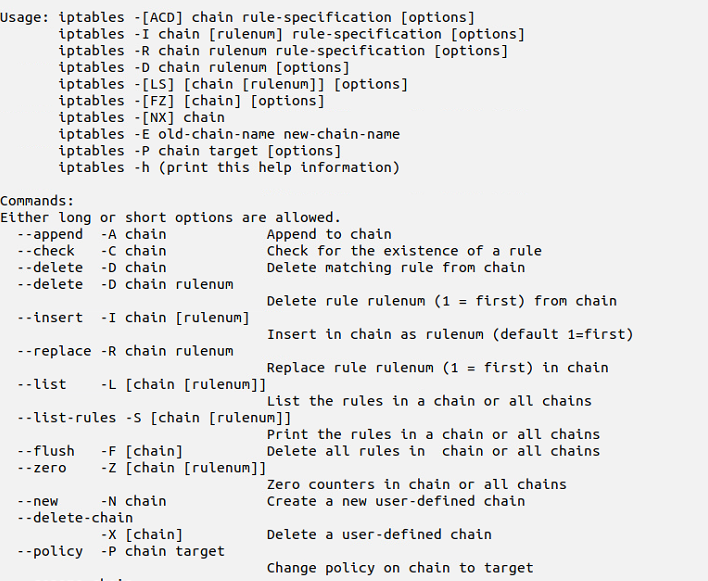 Usage: iptables -[ACD] chain rule-specification [options]
       iptables -I chain [rulenum] rule-specification [options]
       iptables -R chain rulenum rule-specification [options]
       iptables -D chain rulenum [options]
       iptables -[LS] [chain [rulenum]] [options]
       iptables -[FZ] [chain] [options]
       iptables -[NX] chain
       iptables -E old-chain-name new-chain-name
       iptables -P chain target [options]
       iptables -h (print this help information)

Commands:
Either long or short options are allowed.
  --append  -A chain            Append to chain
  --check   -C chain            Check for the existence of a rule
  --delete  -D chain            Delete matching rule from chain
  --delete  -D chain rulenum
                                Delete rule rulenum (1 = first) from chain
  --insert  -I chain [rulenum]
                                Insert in chain as rulenum (default 1=first)
  --replace -R chain rulenum
                                Replace rule rulenum (1 = first) in chain
  --list    -L [chain [rulenum]]
                                List the rules in a chain or all chains
  --list-rules -S [chain [rulenum]]
                                Print the rules in a chain or all chains
  --flush   -F [chain]          Delete all rules in  chain or all chains
  --zero    -Z [chain [rulenum]]
                                Zero counters in chain or all chains
  --new     -N chain            Create a new user-defined chain
  --delete-chain
            -X [chain]          Delete a user-defined chain
  --policy  -P chain target
                                Change policy on chain to target